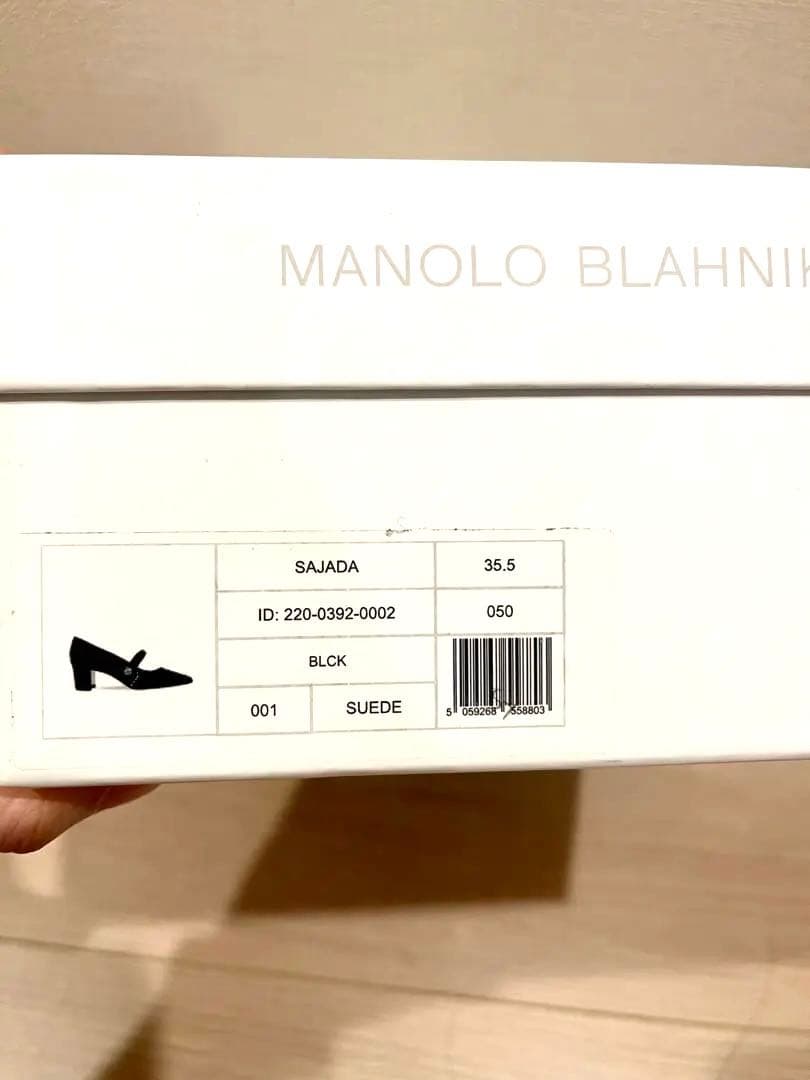 MANOLO BLAHNIK
SAJADA 35.5
ID: 220-0392-0002 050
BLCK
001 SUEDE
5 059268 558803